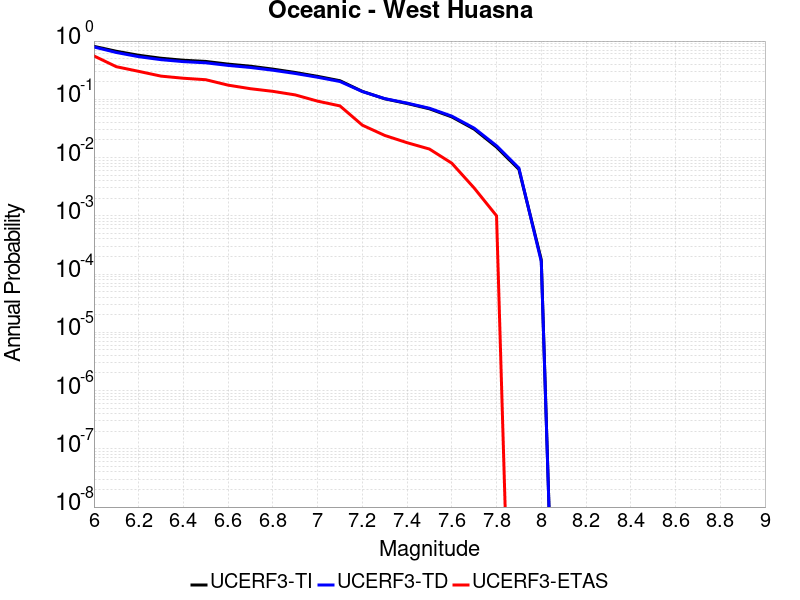 Oceanic - West Huasna
10^0
10^-1
10^-2
10^-3
10^-4
10^-5
10^-6
10^-7
10^-8
Annual Probability
6 6.2 6.4 6.6 6.8 7 7.2 7.4 7.6 7.8 8 8.2 8.4 8.6 8.8 9
Magnitude
UCERF3-TI UCERF3-TD UCERF3-ETAS